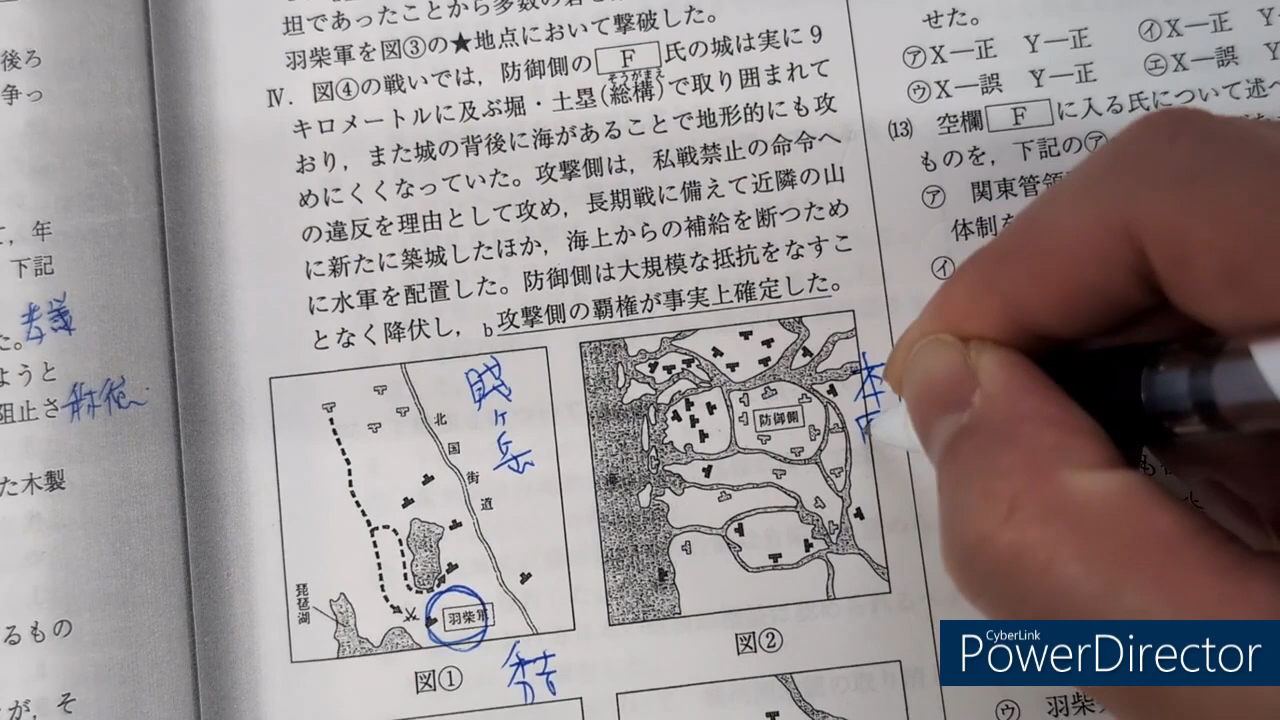 後ろ
争っ
年
下記
ようと
阻止さ
た木製
るもの
が，そ
坦であったことから多数の
羽柴軍を図③の★地点において撃破した。
Ⅳ．図④の戦いでは，防御側の F 氏の城は実に９
キロメートルに及ぶ堀・土塁(総構)で取り囲まれて
そうがまえ
おり，また城の背後に海があることで地形的にも攻
めにくくなっていた。攻撃側は，私戦禁止の命令へ
の違反を理由として攻め，長期戦に備えて近隣の山
に新たに築城したほか，海上からの補給を断つため
に水軍を配置した。防御側は大規模な抵抗をなすこ
となく降伏し，b攻撃側の覇権が事実上確定した。
賤ヶ岳
北国街道
琵琶湖
羽柴軍
秀吉
図①
防御側
海
本
図②
せた。
㋐X―正　Y―正
㋑X―正　Y
㋒X―誤　Y―正
㋓X―誤　Y
⒀　空欄 F に入る氏について述べ
ものを，下記の㋐
㋐　関東管領
体制を
㋑
㋒　羽柴
CyberLink
PowerDirector